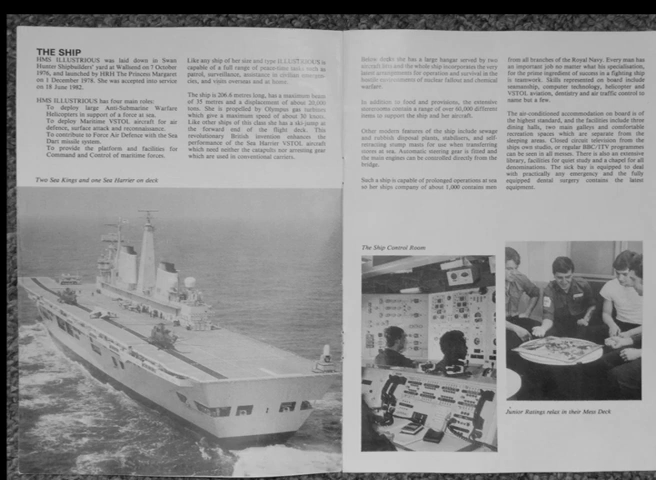 THE SHIP
HMS ILLUSTRIOUS was laid down in Swan
Hunter Shipbuilders' yard at Wallsend on 7 October
1976, and launched by HRH The Princess Margaret
on 1 December 1978. She was accepted into service
on 18 June 1982.
HMS ILLUSTRIOUS has four main roles:
To deploy large Anti-Submarine Warfare
Helicopters in support of a force at sea.
To deploy Maritime VSTOL aircraft for air
defence, surface attack and reconnaissance.
To contribute to Force Air Defence with the Sea
Dart missile system.
To provide the platform and facilities for
Command and Control of maritime forces.
Like any ship of her size and type ILLUSTRIOUS is
capable of a full range of peace-time tasks such as
patrol, surveillance, assistance to civilian
and visits overseas and at home.
The ship is 206.6 metres long, has a maximum beam
of 35 metres and a displacement of about 20,000
tons. She is propelled by Olympus gas turbines
which give a maximum speed of about 30 knots.
Like other ships of this class she has a ski-jump at
the forward end of the flight deck. This
revolutionary British invention enhances the
performance of the Sea Harrier VSTOL aircraft
which need neither the catapults nor arresting gear
which are used in conventional carriers.
Two Sea Kings and one Sea Harrier on deck
Below decks she has a large hangar served by two
aircraft lifts and the whole ship incorporates the very
latest arrangements for operation and survival in the
hostile environments of nuclear fallout and chemical
warfare.
In addition to food and provisions, the extensive
storerooms contain a range of over 60,000 different
items to support the ship and her aircraft.
Other modern features of the ship include sewage
and rubbish disposal plants, stabilisers, and self-
retracting stump masts for use when transferring
stores at sea. Automatic steering gear is fitted and
the main engines can be controlled directly from the
bridge.
Such a ship is capable of prolonged operations at sea
so her ships company of about 1,000 contains men
from all branches of the Royal Navy. Every man has
an important job no matter what his specialisation,
for the prime ingredient of success in a fighting ship
is teamwork. Skills represented on board include
seamanship, computer technology, helicopter and
VSTOL aviation, dentistry and air traffic control to
name but a few.
The air-conditioned accommodation on board is of
the highest standard, and the facilities include three
dining halls, two main galleys and comfortable
recreation spaces which are separate from the
sleeping areas. Closed circuit television from the
ships own studio, or regular BBC/ITV programmes
can be seen in all messes. There is also an extensive
library, facilities for quiet study and a chapel for all
denominations. The sick bay is equipped to deal
with practically any emergency and the fully
equipped dental surgery contains the latest
equipment.
The Ship Control Room
Junior Ratings relax in their Mess Deck